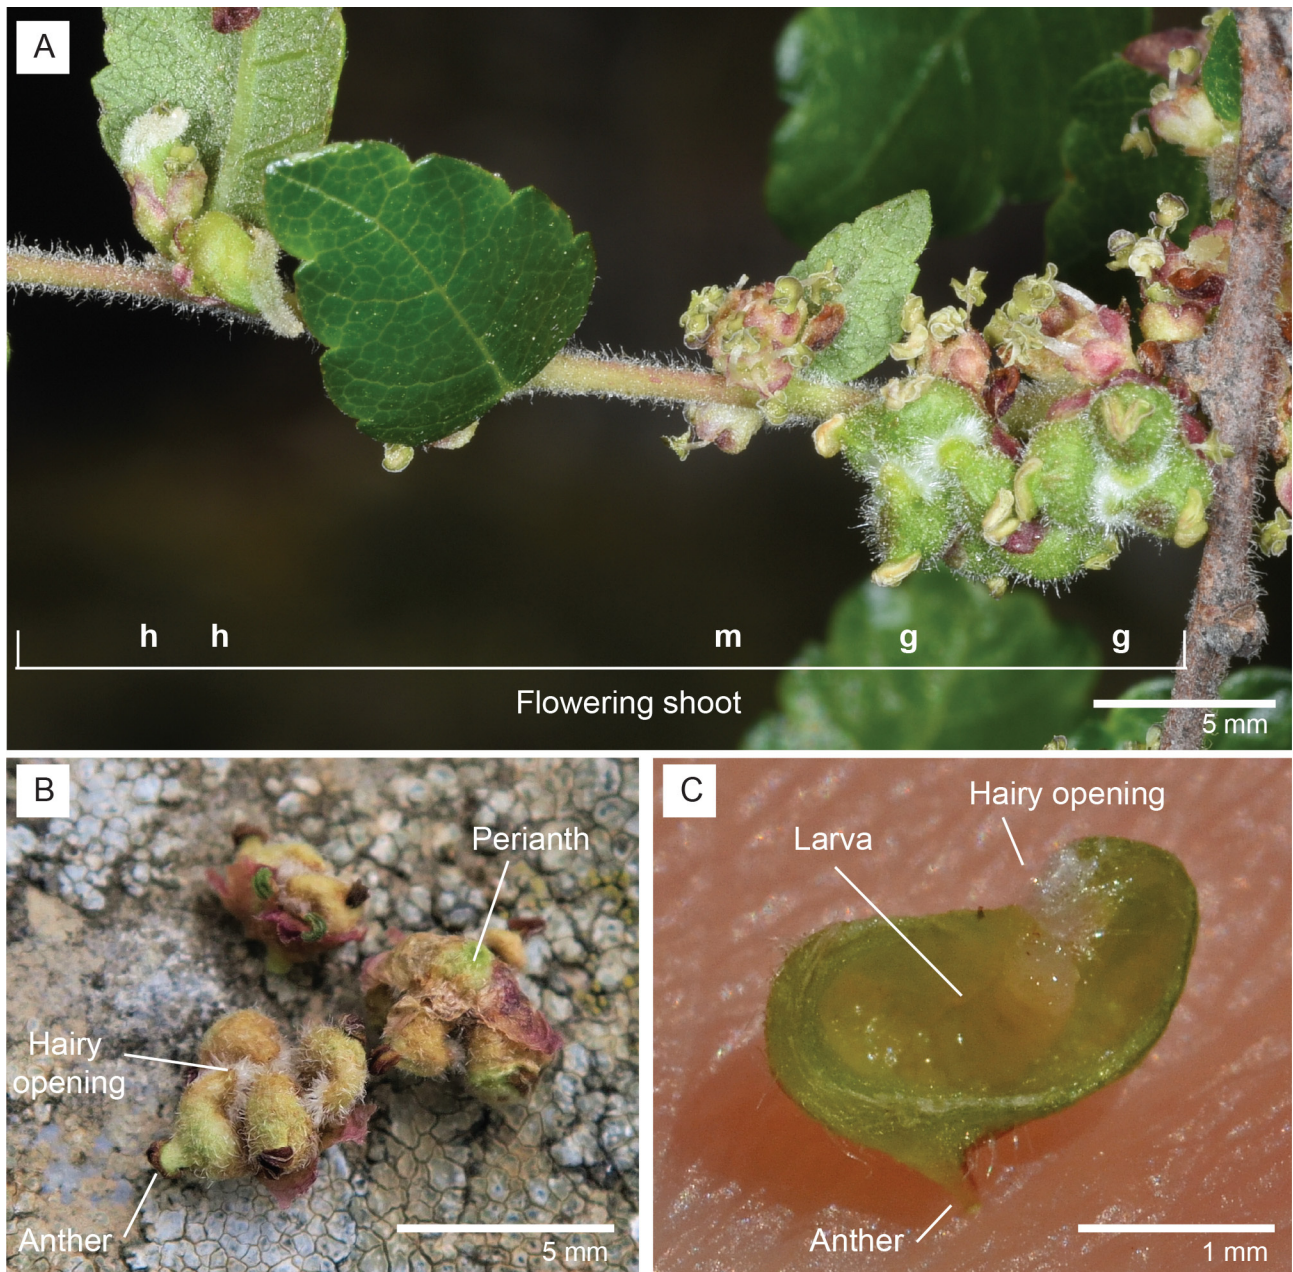 A
h h m g g
Flowering shoot
5 mm
B
Perianth
Hairy
opening
Anther
5 mm
C
Hairy opening
Larva
Anther
1 mm